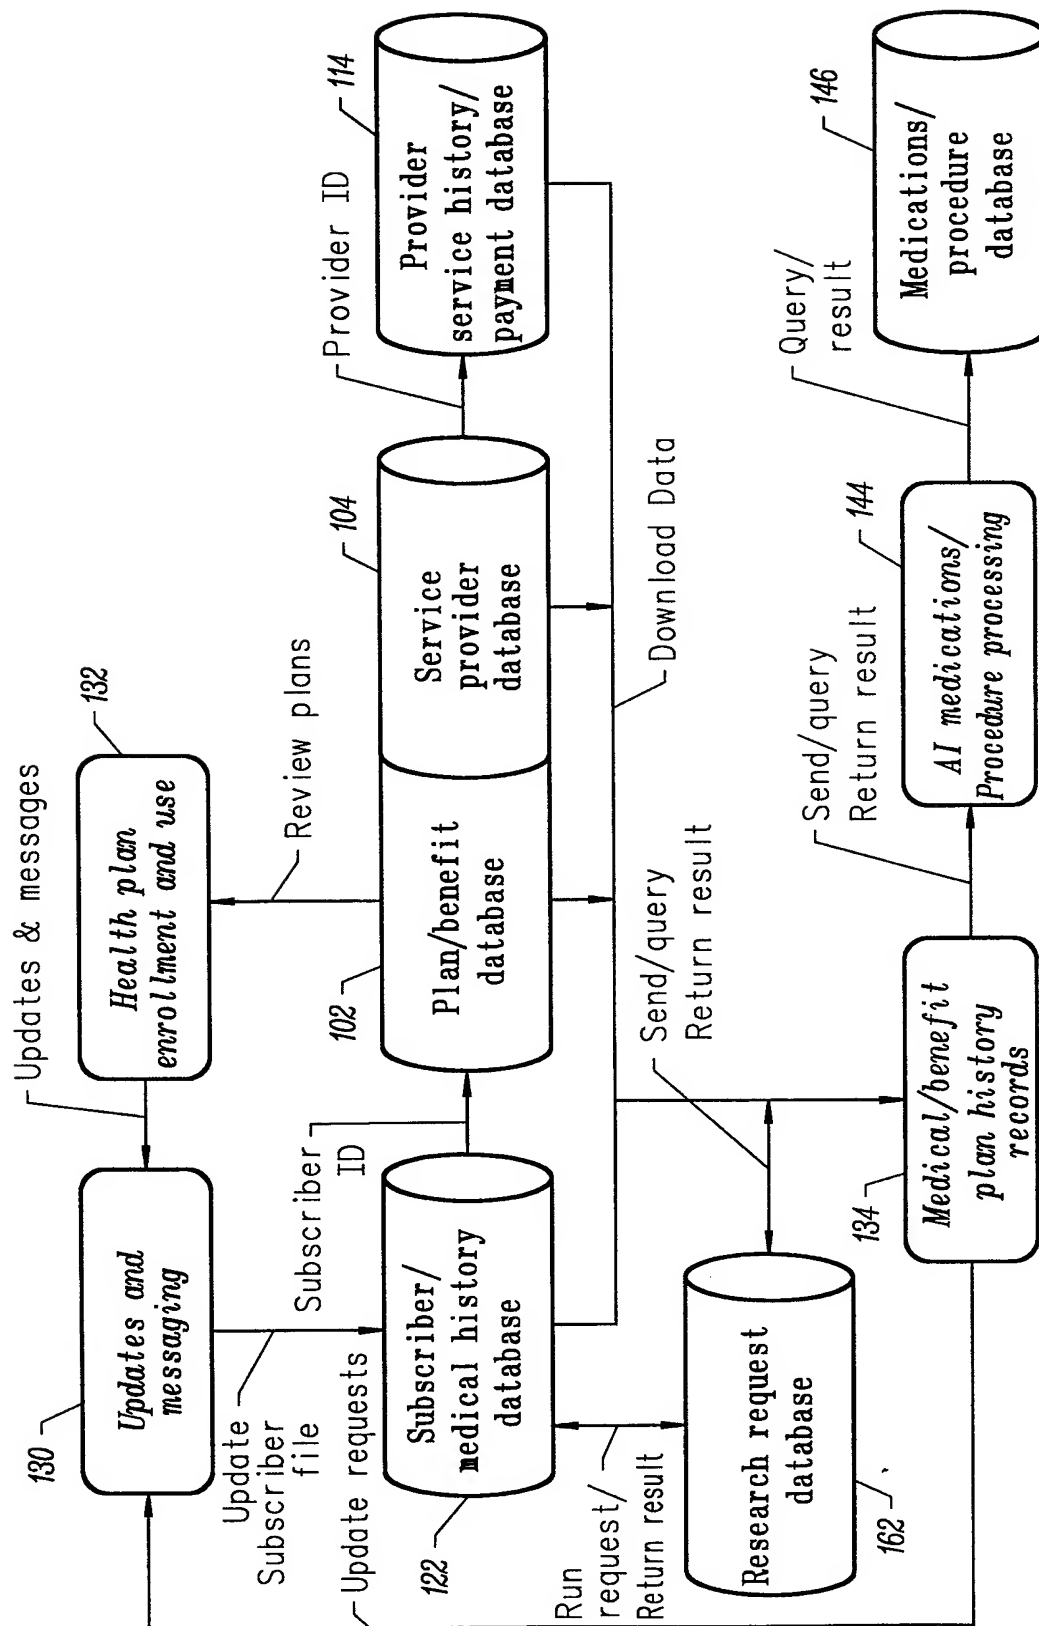 Updates & messages
130
Updates and
messaging
132
Health plan
enrollment and use
Update
Subscriber
file
Review plans
Update requests
Subscriber
ID
Provider ID
122
Subscriber/
medical history
database
102
Plan/benefit
database
104
Service
provider
database
114
Provider
service history/
payment database
Download Data
Run
request/
Return result
Send/query
Return result
162
Research request
database
134
Medical/benefit
plan history
records
Send/query
Return result
144
AI medications/
Procedure processing
Query/
result
146
Medications/
procedure
database